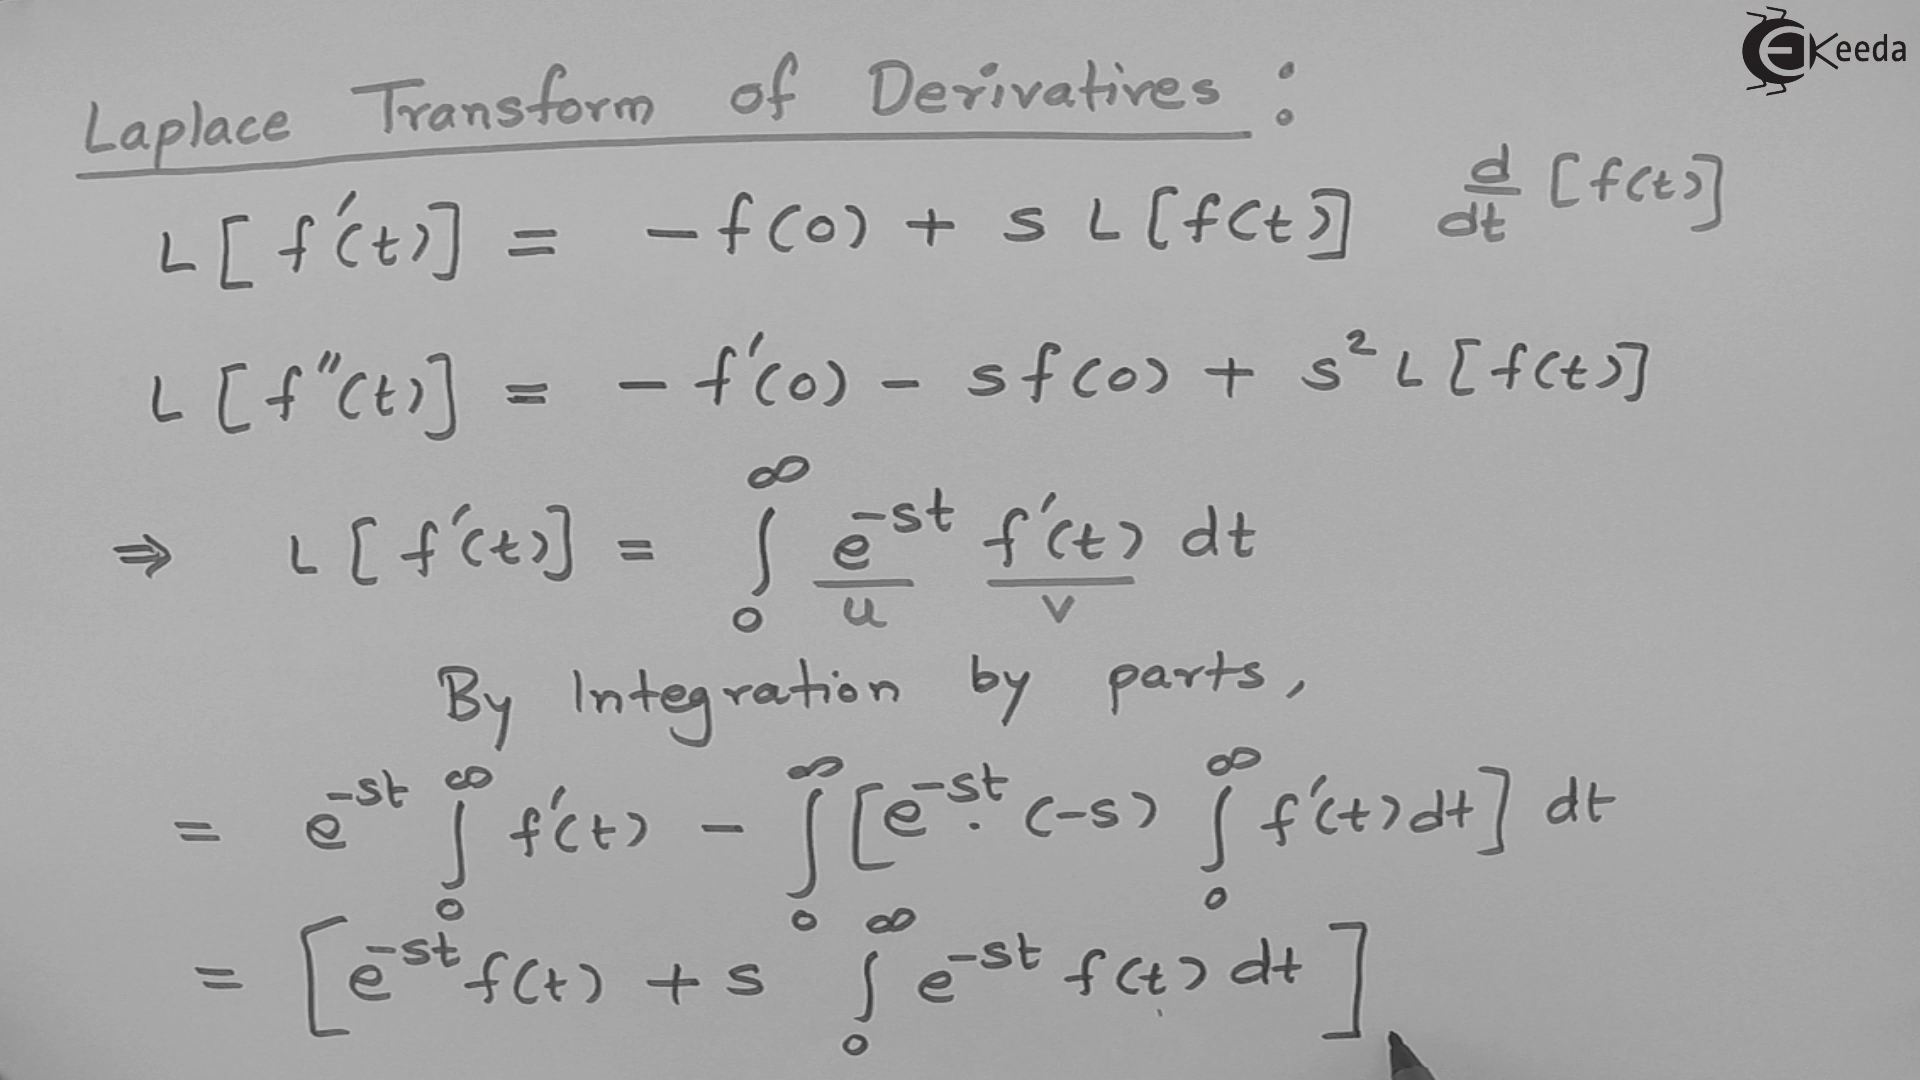 EKeeda
Laplace Transform of Derivatives :
L[f'(t)] = -f(0) + s L[f(t)]   d/dt [f(t)]
L[f"(t)] = -f'(0) - sf(0) + s² L[f(t)]
⇒ L[f'(t)] = ∫₀^∞ e^-st f'(t) dt
u   v
By Integration by parts,
= e^-st ∫₀^∞ f'(t) - ∫₀^∞ [e^-st . (-s) ∫₀^∞ f'(t) dt] dt
= [e^-st f(t) + s ∫₀^∞ e^-st f(t) dt]